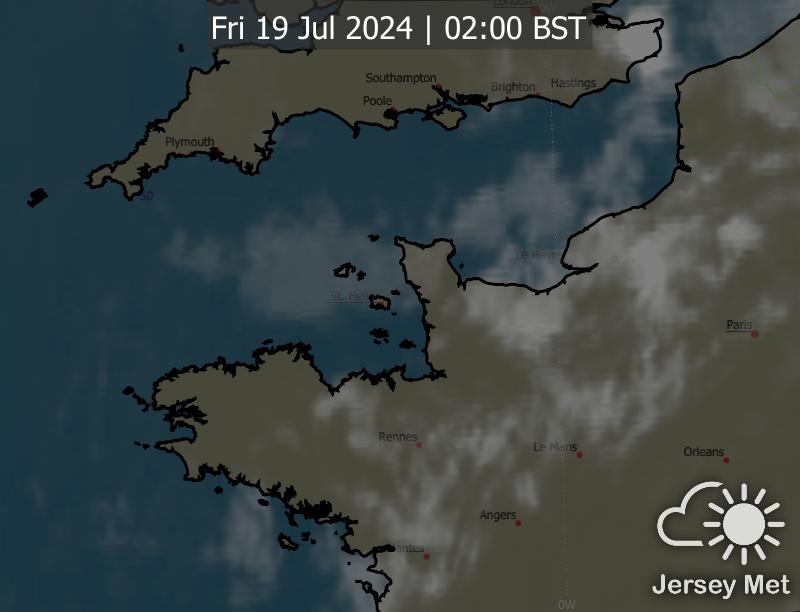 London
0W
Fri 19 Jul 2024 | 02:00 BST
Southampton
Brighton
Hastings
Poole
Plymouth
50
Le Havre
St. Helier
Paris
Rennes
Le Mans
Orleans
Angers
Nantes
Jersey Met
0W